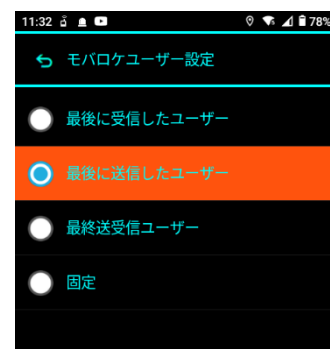 11:32 78%
モバロケユーザー設定
最後に受信したユーザー
最後に送信したユーザー
最終送受信ユーザー
固定